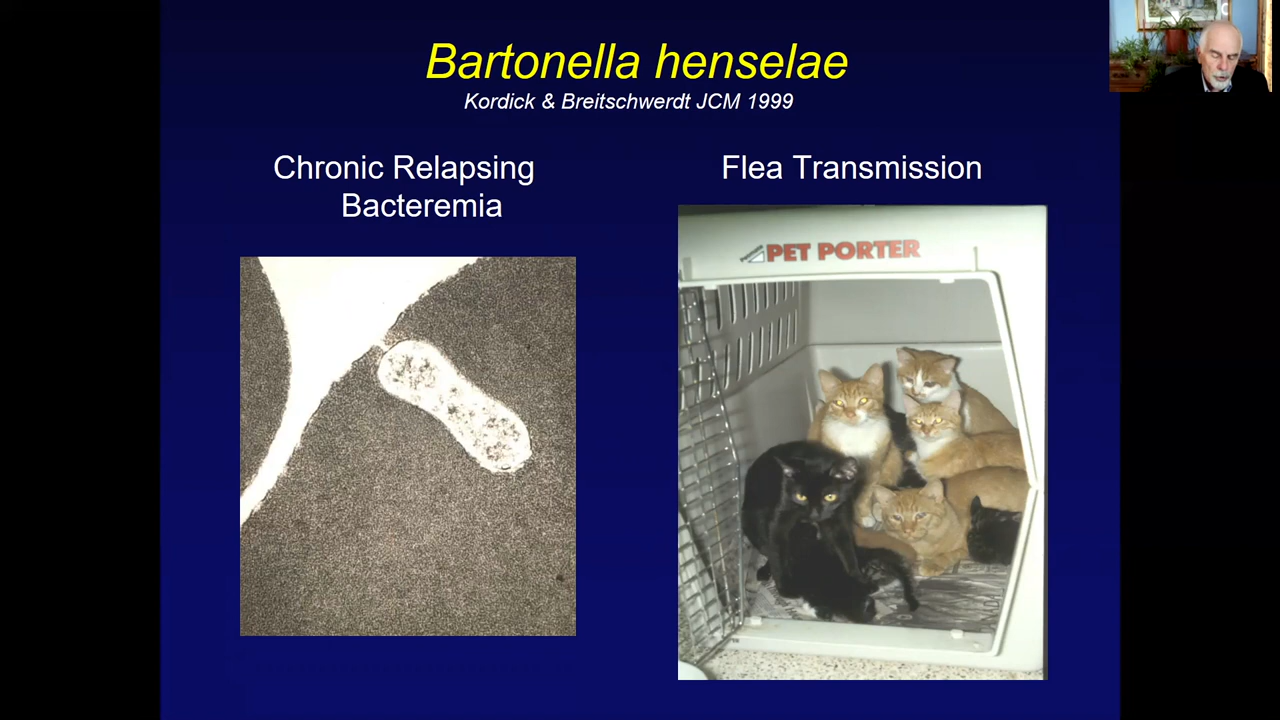 Bartonella henselae
Kordick & Breitschwerdt JCM 1999
Chronic Relapsing
Bacteremia
Flea Transmission
PET PORTER